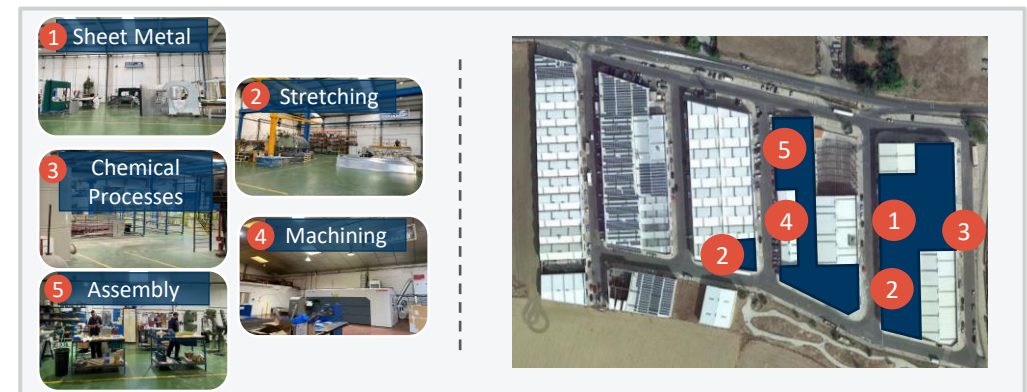 1 Sheet Metal
2 Stretching
3 Chemical
Processes
4 Machining
5 Assembly
5
4
1
3
2
2